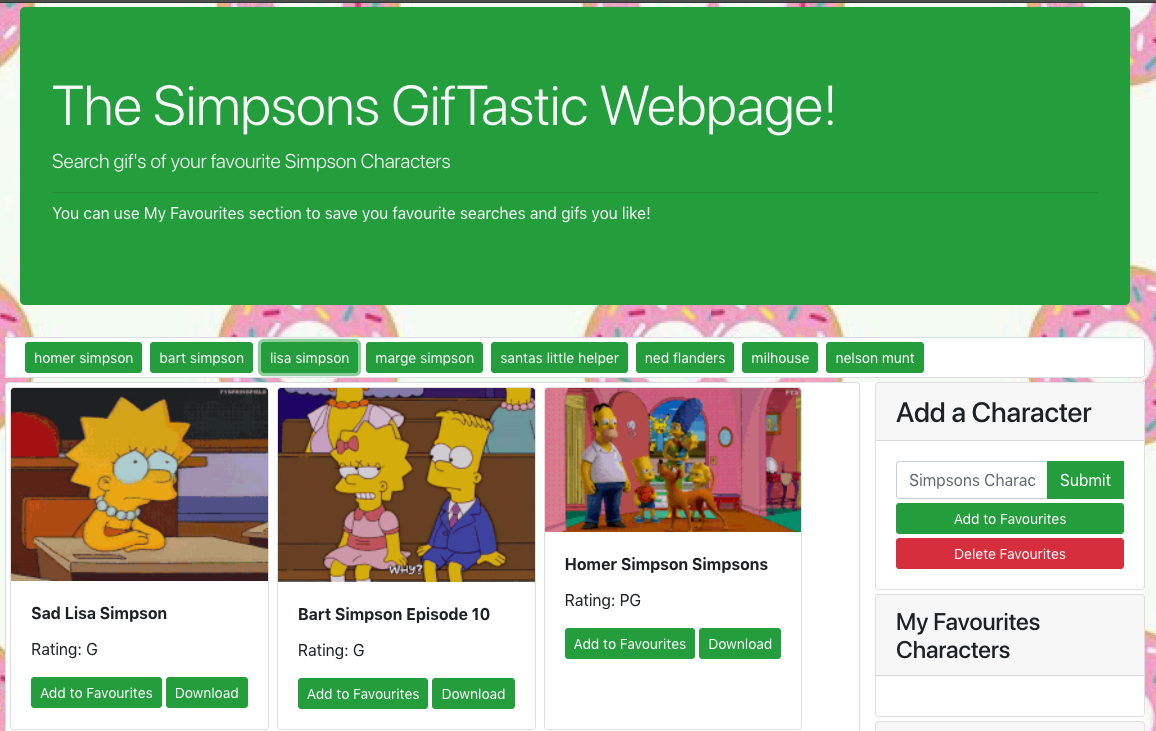 The Simpsons GifTastic Webpage!
Search gif's of your favourite Simpson Characters
You can use My Favourites section to save you favourite searches and gifs you like!
homer simpson
bart simpson
lisa simpson
marge simpson
santas little helper
ned flanders
milhouse
nelson munt
WHY?
Sad Lisa Simpson
Rating: G
Add to Favourites
Download
Bart Simpson Episode 10
Rating: G
Add to Favourites
Download
Homer Simpson Simpsons
Rating: PG
Add to Favourites
Download
Add a Character
Simpsons Charac
Submit
Add to Favourites
Delete Favourites
My Favourites
Characters